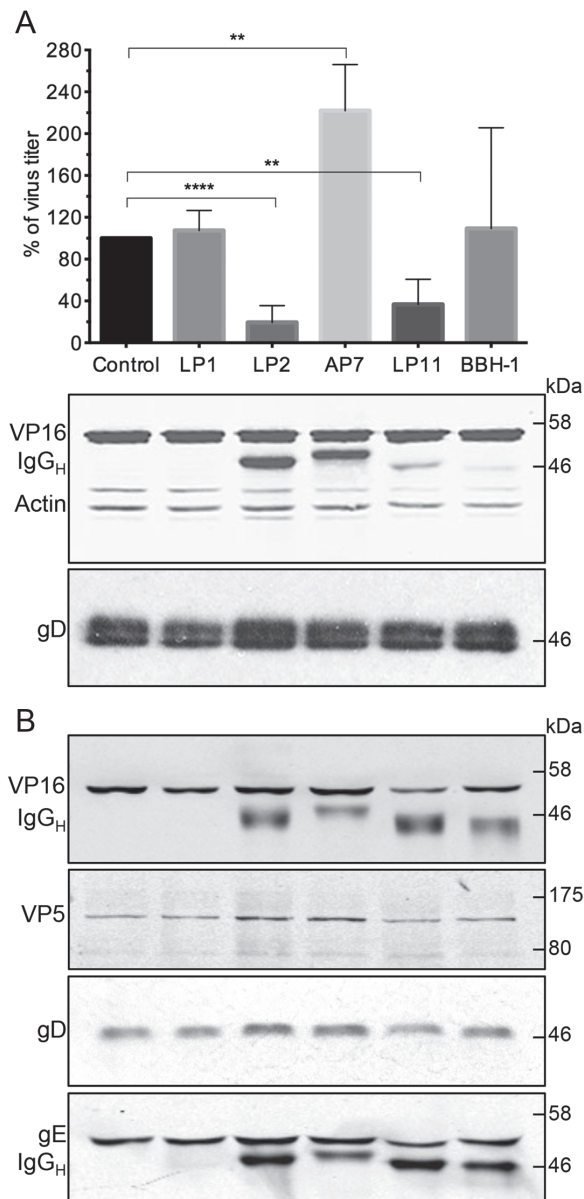 A
280
240
200
160
120
80
40
0
% of virus titer
**
**
****
Control LP1 LP2 AP7 LP11 BBH-1
kDa
VP16
IgGH
Actin
58
46
gD
46
B
kDa
VP16
IgGH
58
46
VP5
175
80
gD
46
gE
IgGH
58
46